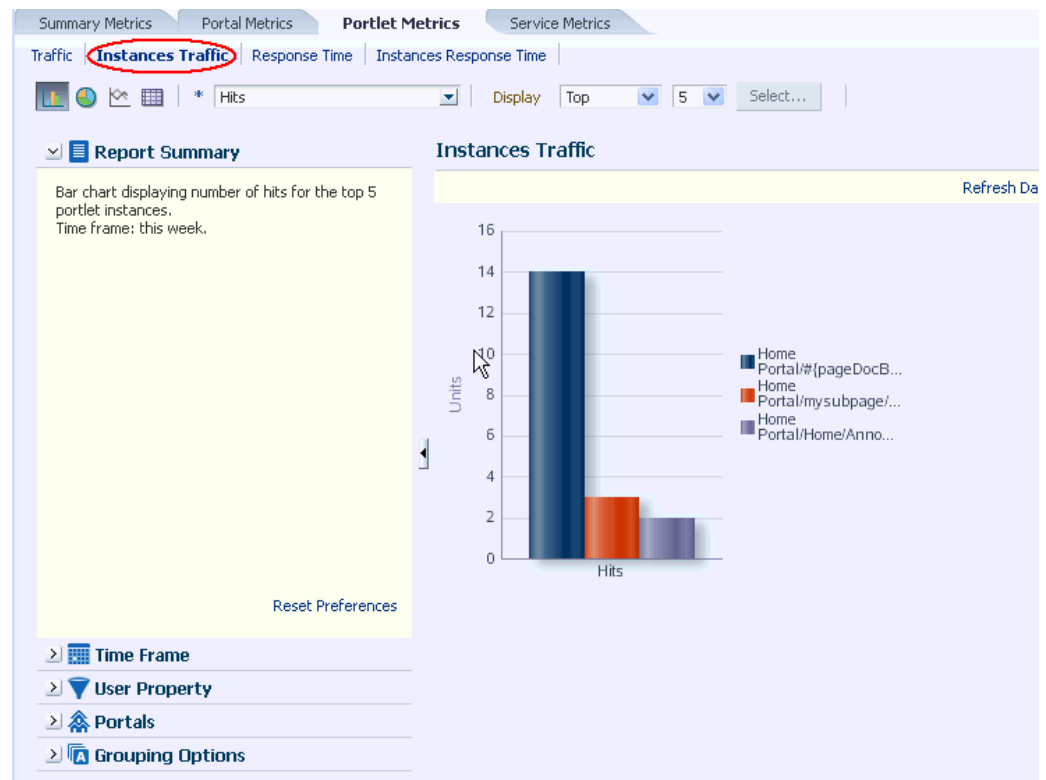 Summary Metrics Portal Metrics Portlet Metrics Service Metrics
Traffic Instances Traffic Response Time Instances Response Time
* Hits Display Top 5 Select...
Report Summary
Bar chart displaying number of hits for the top 5
portlet instances.
Time frame: this week.
Reset Preferences
Time Frame
User Property
Portals
Grouping Options
Instances Traffic
Refresh Da
16
14
12
10
8
6
4
2
0
Units
Hits
Home
Portal/#{pageDocB...
Home
Portal/mysubpage/...
Home
Portal/Home/Anno...